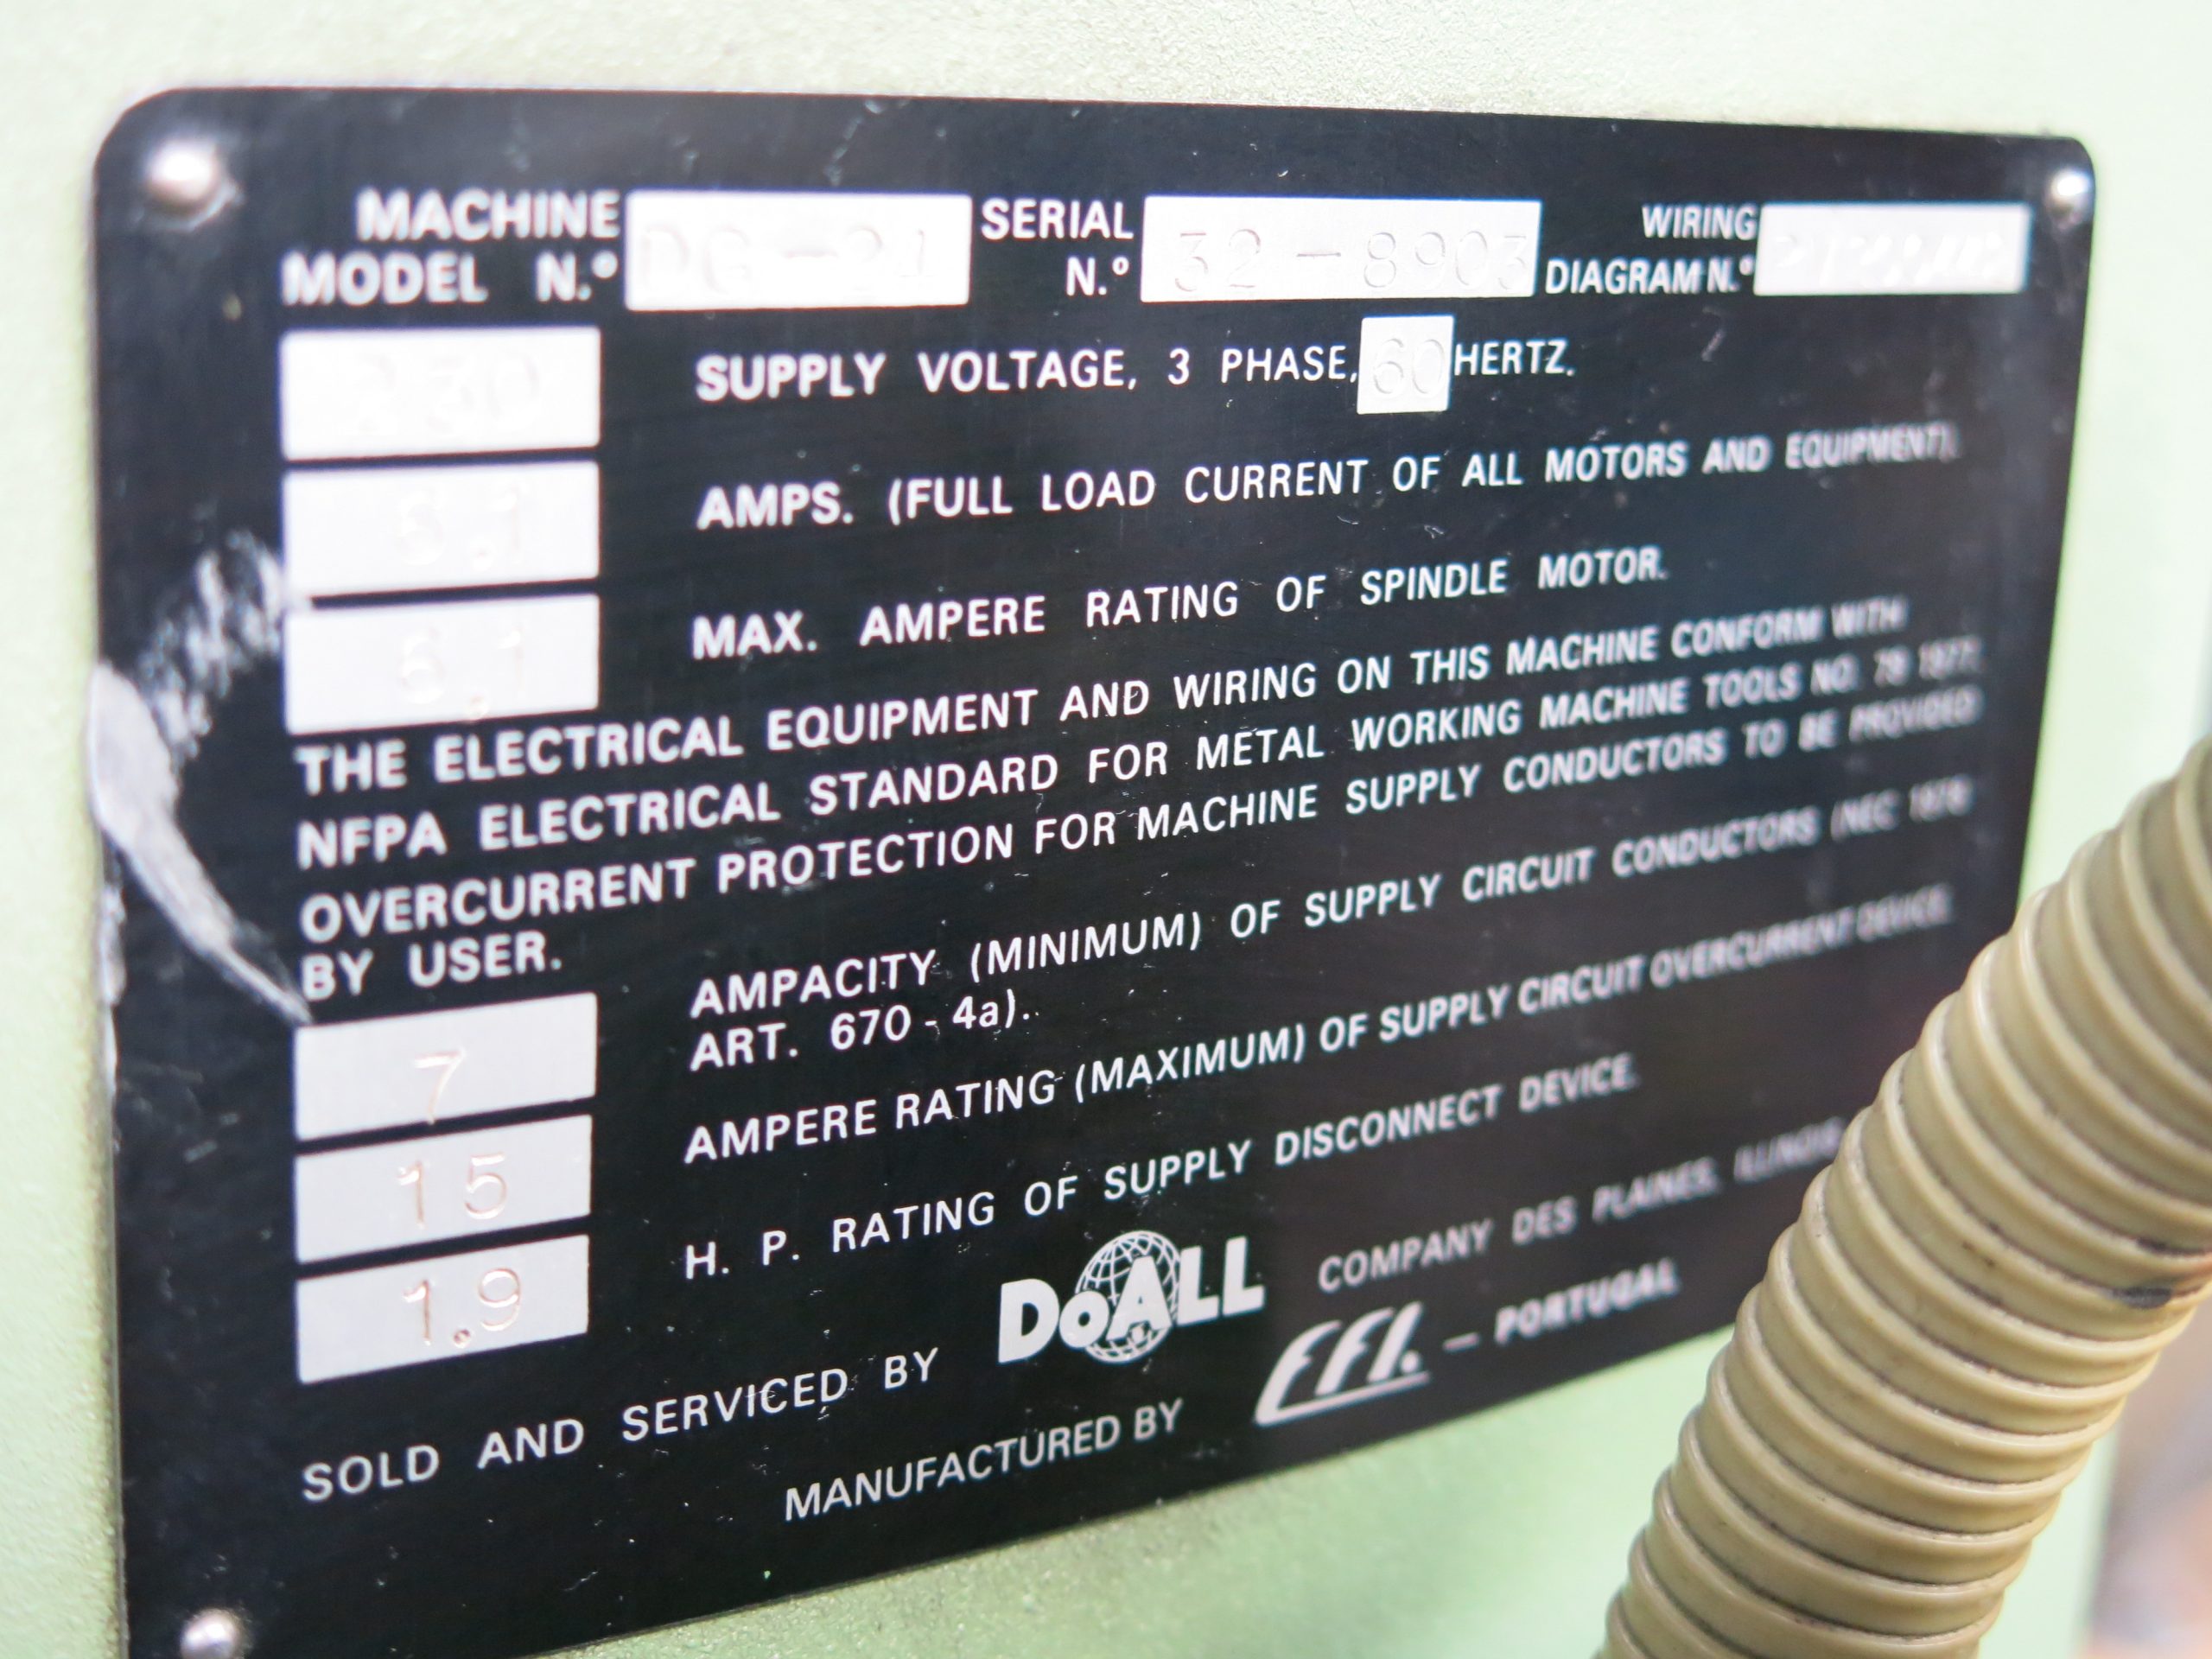 MACHINE MODEL N.º DG-21 SERIAL N.º 32-8903 WIRING DIAGRAM N.º
230 SUPPLY VOLTAGE, 3 PHASE, 60 HERTZ.
AMPS. (FULL LOAD CURRENT OF ALL MOTORS AND EQUIPMENT).
MAX. AMPERE RATING OF SPINDLE MOTOR.
THE ELECTRICAL EQUIPMENT AND WIRING ON THIS MACHINE CONFORM WITH
NFPA ELECTRICAL STANDARD FOR METAL WORKING MACHINE TOOLS NO. 79 1977.
OVERCURRENT PROTECTION FOR MACHINE SUPPLY CONDUCTORS TO BE PROVIDED
BY USER.
7 AMPACITY (MINIMUM) OF SUPPLY CIRCUIT CONDUCTORS (NEC 1978
ART. 670 - 4a).
15 AMPERE RATING (MAXIMUM) OF SUPPLY CIRCUIT OVERCURRENT DEVICE.
1.9 H. P. RATING OF SUPPLY DISCONNECT DEVICE.
SOLD AND SERVICED BY DoALL COMPANY DES PLAINES, ILLINOIS
MANUFACTURED BY EFI. — PORTUGAL